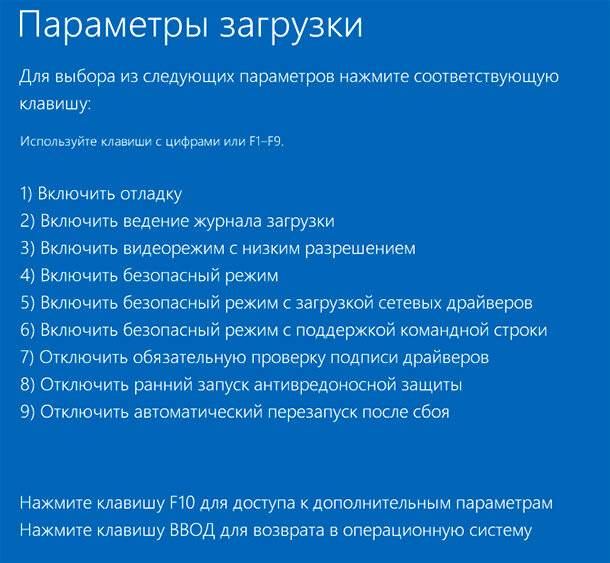 Параметры загрузки
Для выбора из следующих параметров нажмите соответствующую
клавишу:
Используйте клавиши с цифрами или F1–F9.
1) Включить отладку
2) Включить ведение журнала загрузки
3) Включить видеорежим с низким разрешением
4) Включить безопасный режим
5) Включить безопасный режим с загрузкой сетевых драйверов
6) Включить безопасный режим с поддержкой командной строки
7) Отключить обязательную проверку подписи драйверов
8) Отключить ранний запуск антивредоносной защиты
9) Отключить автоматический перезапуск после сбоя
Нажмите клавишу F10 для доступа к дополнительным параметрам
Нажмите клавишу ВВОД для возврата в операционную систему